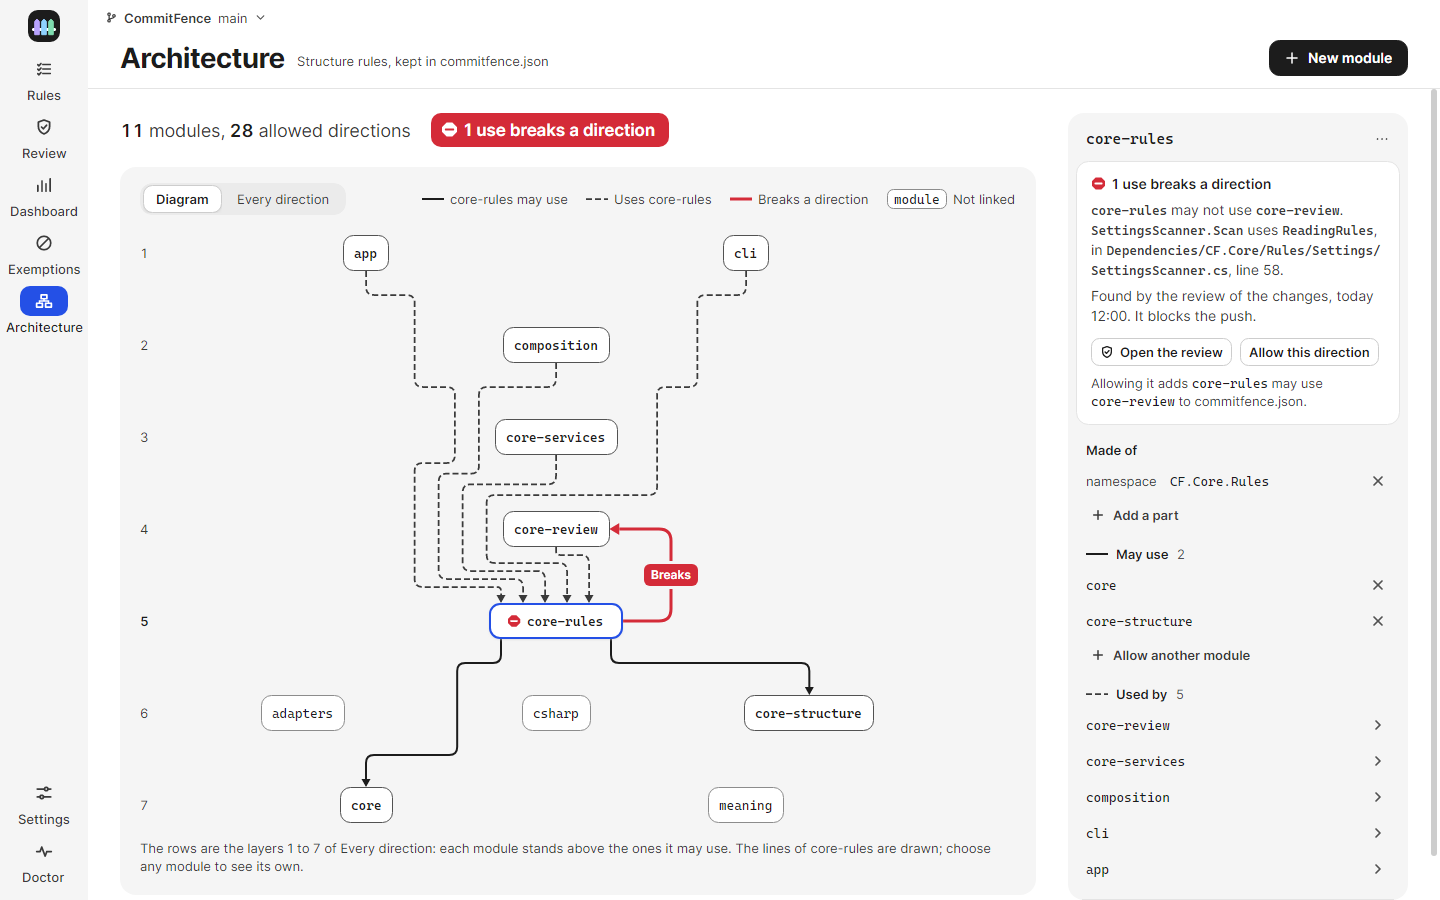 CommitFence main
Rules
Review
Dashboard
Exemptions
Architecture
Settings
Doctor
Architecture
Structure rules, kept in commitfence.json
New module
11 modules, 28 allowed directions
1 use breaks a direction
Diagram
Every direction
core-rules may use
Uses core-rules
Breaks a direction
module
Not linked
1
app
cli
2
composition
3
core-services
4
core-review
Breaks
5
core-rules
6
adapters
csharp
core-structure
7
core
meaning
The rows are the layers 1 to 7 of Every direction: each module stands above the ones it may use. The lines of core-rules are drawn; choose
any module to see its own.
core-rules
1 use breaks a direction
core-rules may not use core-review.
SettingsScanner.Scan uses ReadingRules,
in Dependencies/CF.Core/Rules/Settings/
SettingsScanner.cs, line 58.
Found by the review of the changes, today
12:00. It blocks the push.
Open the review
Allow this direction
Allowing it adds core-rules may use
core-review to commitfence.json.
Made of
namespace CF.Core.Rules
Add a part
May use 2
core
core-structure
Allow another module
Used by 5
core-review
core-services
composition
cli
app